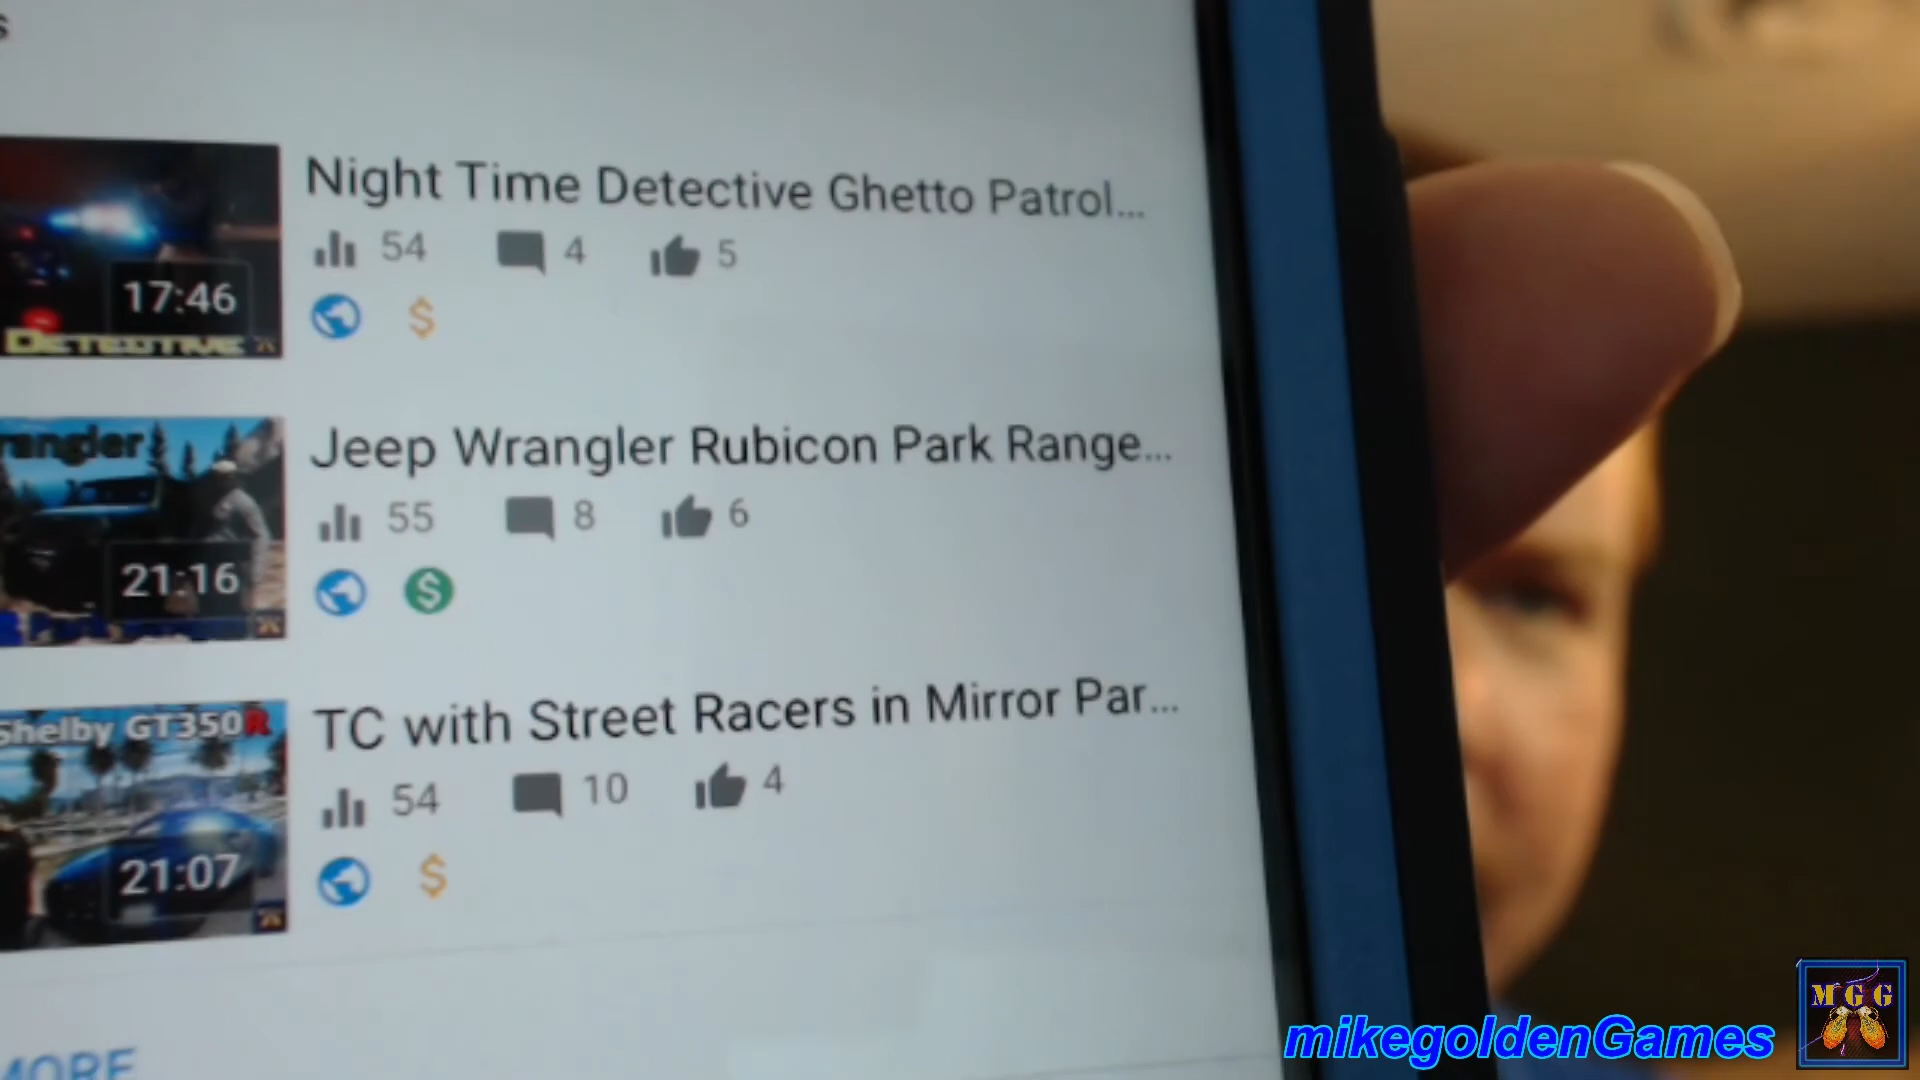 s
Night Time Detective Ghetto Patrol...
54 4 5
17:46
$
DETECTIVE
Jeep Wrangler Rubicon Park Range...
rangler
55 8 6
21:16
$
TC with Street Racers in Mirror Par...
Shelby GT350R
54 10 4
21:07
$
MORE
mikegoldenGames
MGG